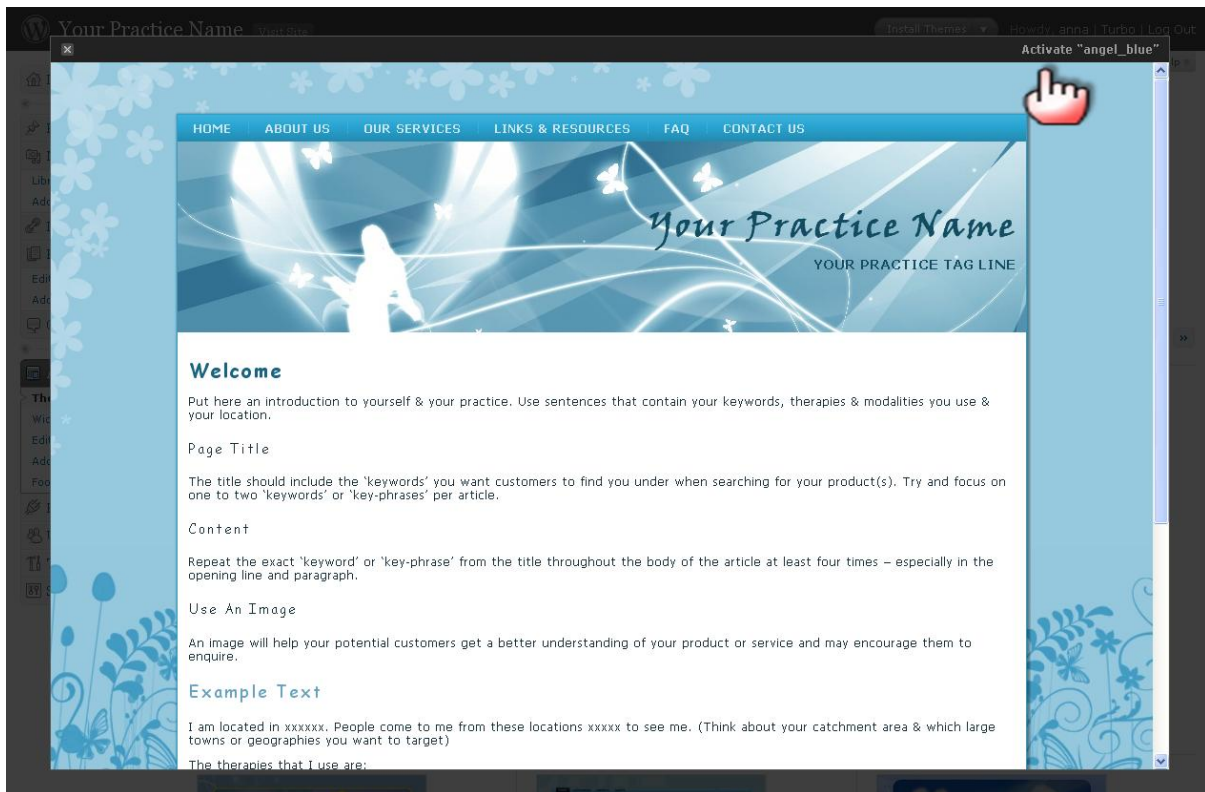 Your Practice Name Visit Site
Install Themes Howdy, anna | Turbo | Log Out
Activate "angel_blue"
HOME ABOUT US OUR SERVICES LINKS & RESOURCES FAQ CONTACT US
Your Practice Name
YOUR PRACTICE TAG LINE
Welcome
Put here an introduction to yourself & your practice. Use sentences that contain your keywords, therapies & modalities you use &
your location.
Page Title
The title should include the ‘keywords’ you want customers to find you under when searching for your product(s). Try and focus on
one to two ‘keywords’ or ‘key-phrases’ per article.
Content
Repeat the exact ‘keyword’ or ‘key-phrase’ from the title throughout the body of the article at least four times – especially in the
opening line and paragraph.
Use An Image
An image will help your potential customers get a better understanding of your product or service and may encourage them to
enquire.
Example Text
I am located in xxxxxx. People come to me from these locations xxxxx to see me. (Think about your catchment area & which large
towns or geographies you want to target)
The therapies that I use are: